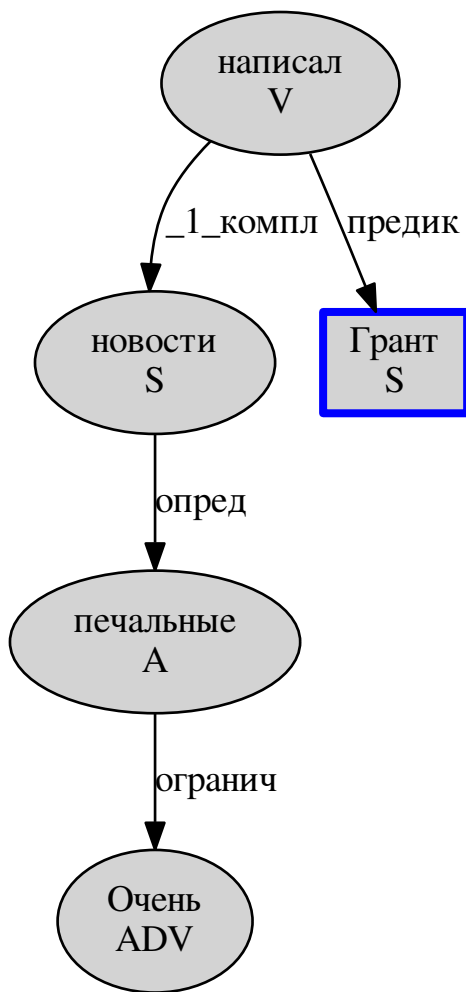 написал
V
_1_компл
предик
новости
S
Грант
S
опред
печальные
A
огранич
Очень
ADV